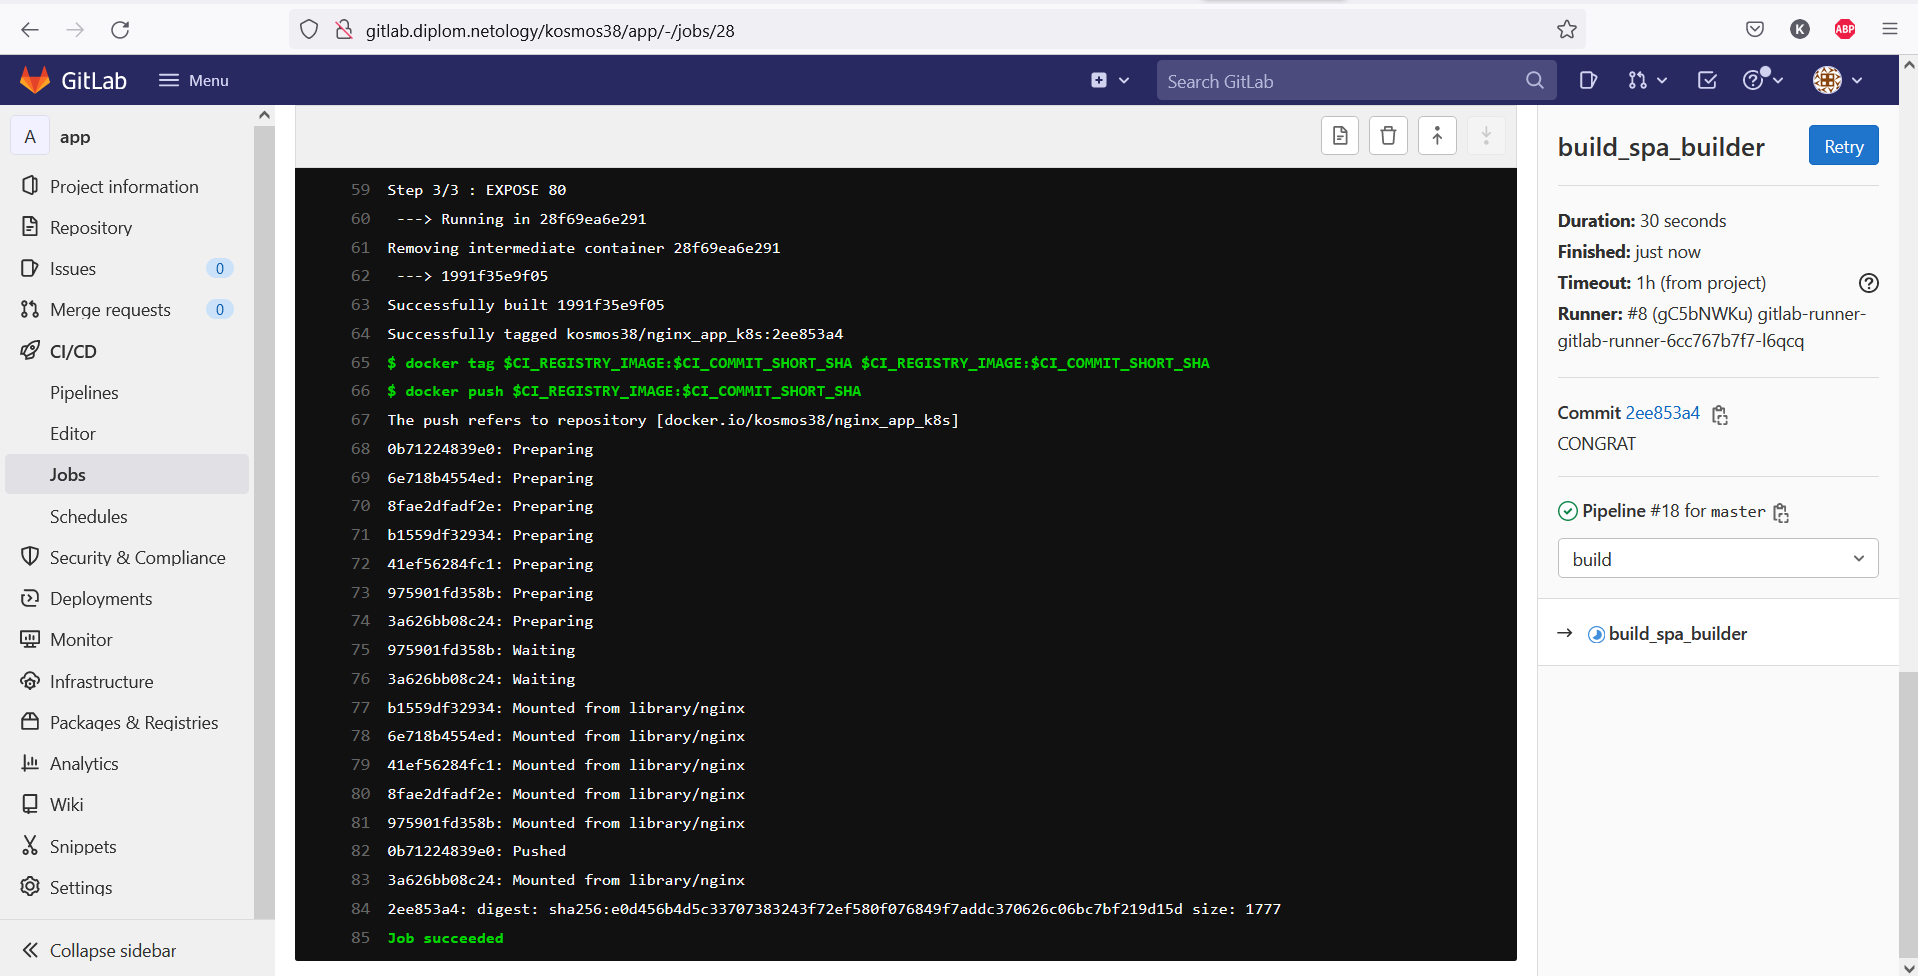 gitlab.diplom.netology/kosmos38/app/-/jobs/28
K
ABP
GitLab
Menu
Search GitLab
A
app
Project information
Repository
Issues 0
Merge requests 0
CI/CD
Pipelines
Editor
Jobs
Schedules
Security & Compliance
Deployments
Monitor
Infrastructure
Packages & Registries
Analytics
Wiki
Snippets
Settings
Collapse sidebar
59 Step 3/3 : EXPOSE 80
60 ---> Running in 28f69ea6e291
61 Removing intermediate container 28f69ea6e291
62 ---> 1991f35e9f05
63 Successfully built 1991f35e9f05
64 Successfully tagged kosmos38/nginx_app_k8s:2ee853a4
65 $ docker tag $CI_REGISTRY_IMAGE:$CI_COMMIT_SHORT_SHA $CI_REGISTRY_IMAGE:$CI_COMMIT_SHORT_SHA
66 $ docker push $CI_REGISTRY_IMAGE:$CI_COMMIT_SHORT_SHA
67 The push refers to repository [docker.io/kosmos38/nginx_app_k8s]
68 0b71224839e0: Preparing
69 6e718b4554ed: Preparing
70 8fae2dfadf2e: Preparing
71 b1559df32934: Preparing
72 41ef56284fc1: Preparing
73 975901fd358b: Preparing
74 3a626bb08c24: Preparing
75 975901fd358b: Waiting
76 3a626bb08c24: Waiting
77 b1559df32934: Mounted from library/nginx
78 6e718b4554ed: Mounted from library/nginx
79 41ef56284fc1: Mounted from library/nginx
80 8fae2dfadf2e: Mounted from library/nginx
81 975901fd358b: Mounted from library/nginx
82 0b71224839e0: Pushed
83 3a626bb08c24: Mounted from library/nginx
84 2ee853a4: digest: sha256:e0d456b4d5c33707383243f72ef580f076849f7addc370626c06bc7bf219d15d size: 1777
85 Job succeeded
build_spa_builder
Retry
Duration: 30 seconds
Finished: just now
Timeout: 1h (from project)
Runner: #8 (gC5bNWKu) gitlab-runner-
gitlab-runner-6cc767b7f7-l6qcq
Commit 2ee853a4
CONGRAT
Pipeline #18 for master
build
build_spa_builder